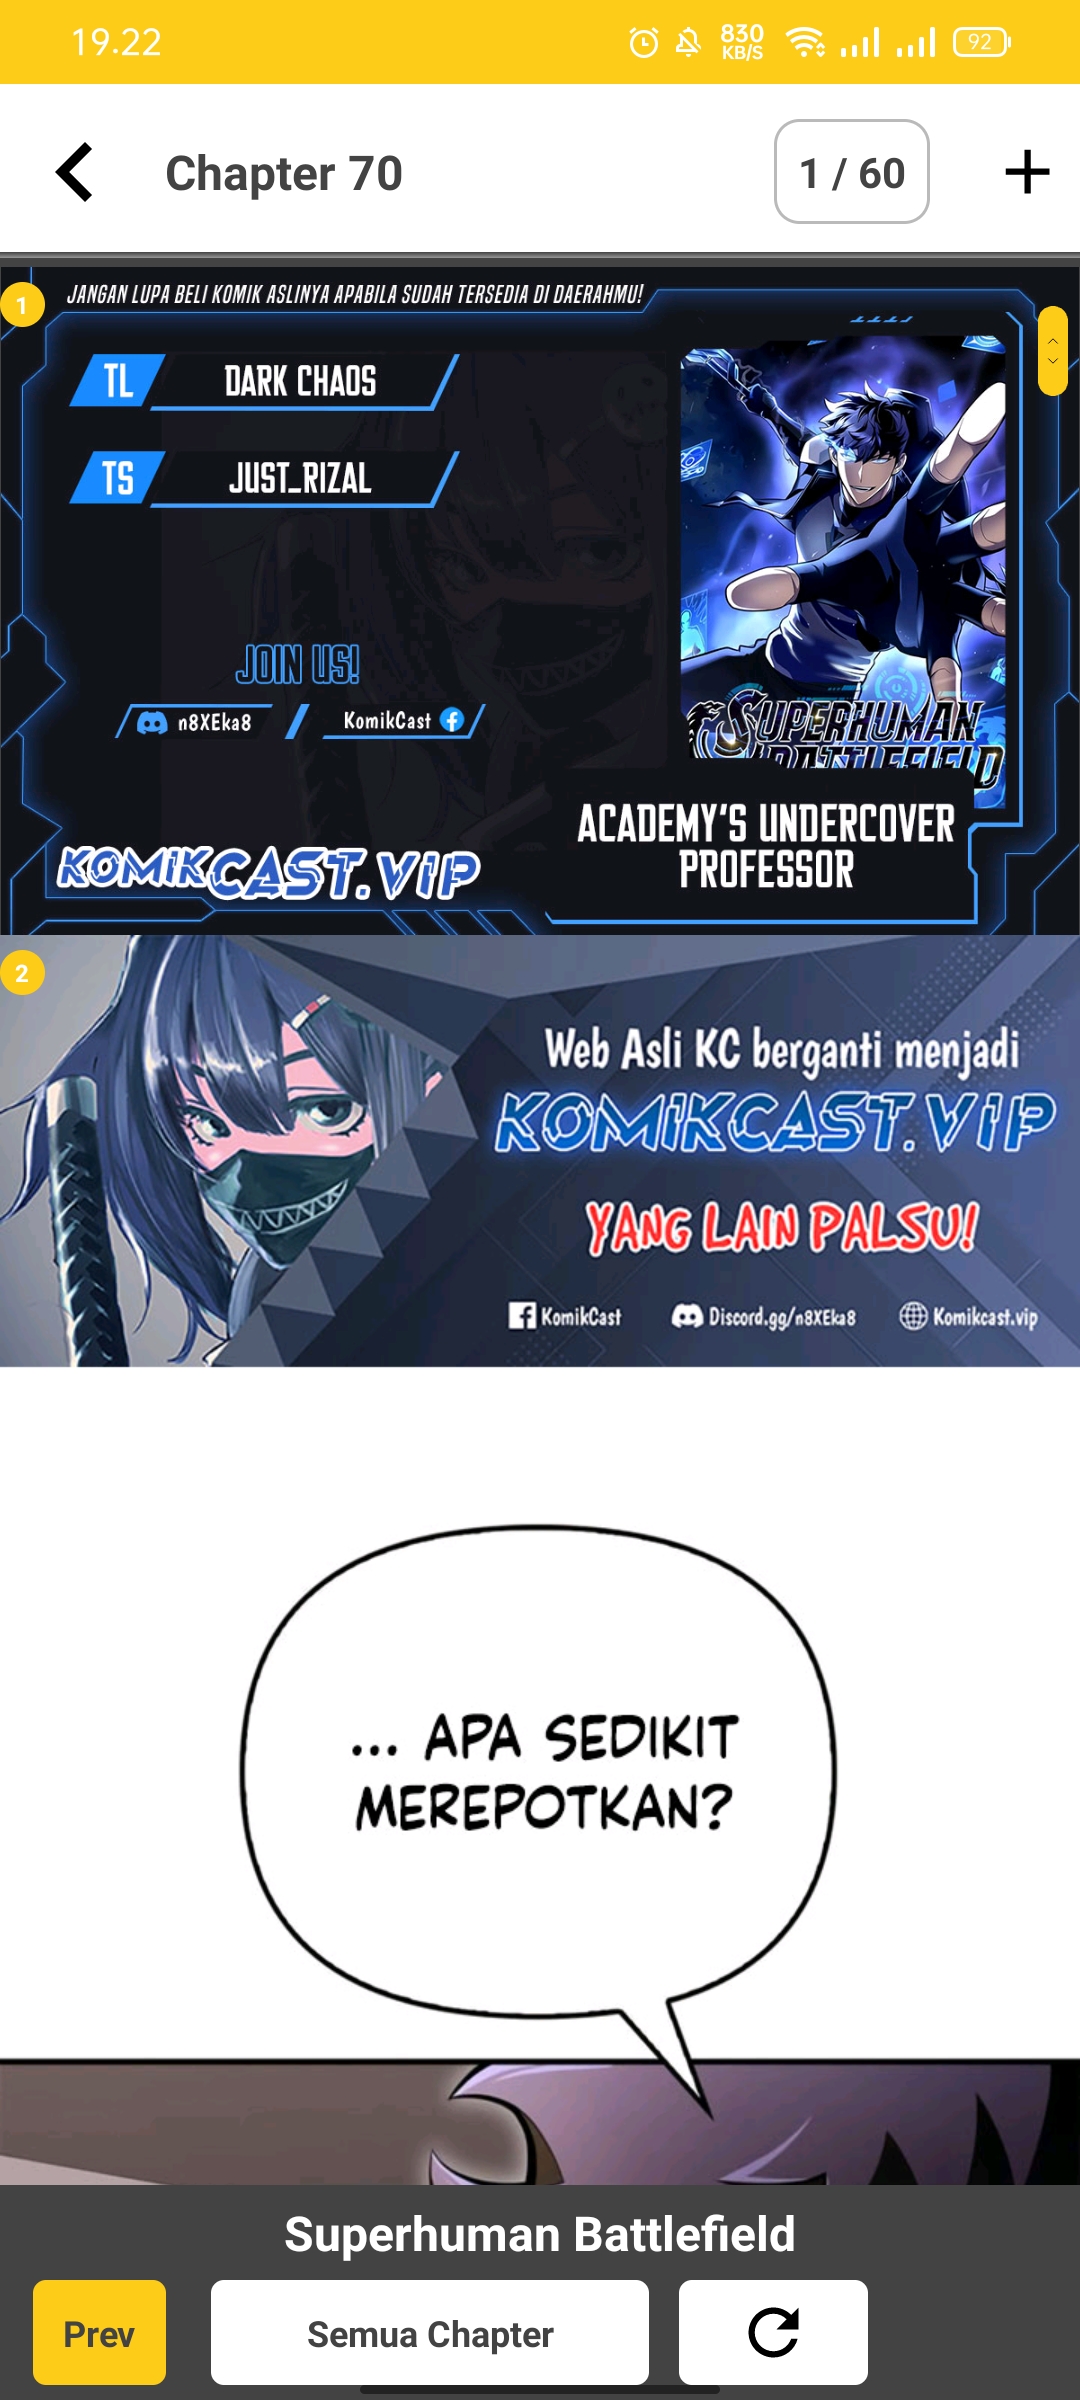 19.22
830
KB/S
92
Chapter 70
1 / 60
1
JANGAN LUPA BELI KOMIK ASLINYA APABILA SUDAH TERSEDIA DI DAERAHMU!
TL DARK CHAOS
TS JUST_RIZAL
JOIN US!
n8XEka8
KomikCast
SUPERHUMAN
BATTLEFIELD
ACADEMY'S UNDERCOVER
PROFESSOR
KOMIKCAST.VIP
2
Web Asli KC berganti menjadi
KOMIKCAST.VIP
YANG LAIN PALSU!
KomikCast
Discord.gg/n8XEka8
Komikcast.vip
... APA SEDIKIT
MEREPOTKAN?
Superhuman Battlefield
Prev
Semua Chapter